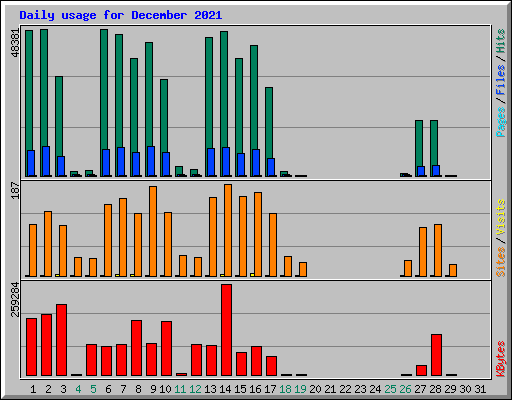 Daily usage for December 2021
48381
Pages / Files / Hits
187
Sites / Visits
259284
KBytes
1 2 3 4 5 6 7 8 9 10 11 12 13 14 15 16 17 18 19 20 21 22 23 24 25 26 27 28 29 30 31